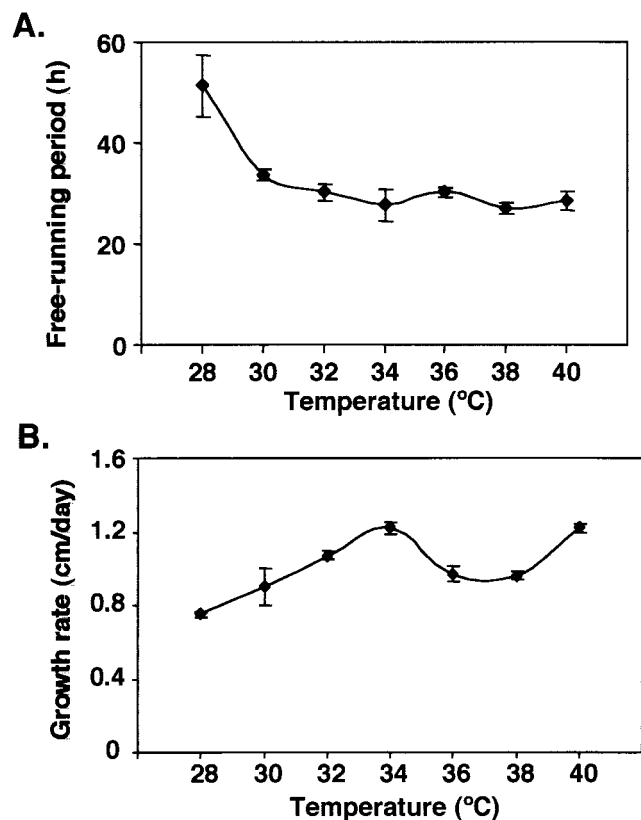 A.
Free-running period (h)
60
40
20
0
28 30 32 34 36 38 40
Temperature (°C)
B.
Growth rate (cm/day)
1.6
1.2
0.8
0.4
0
28 30 32 34 36 38 40
Temperature (°C)